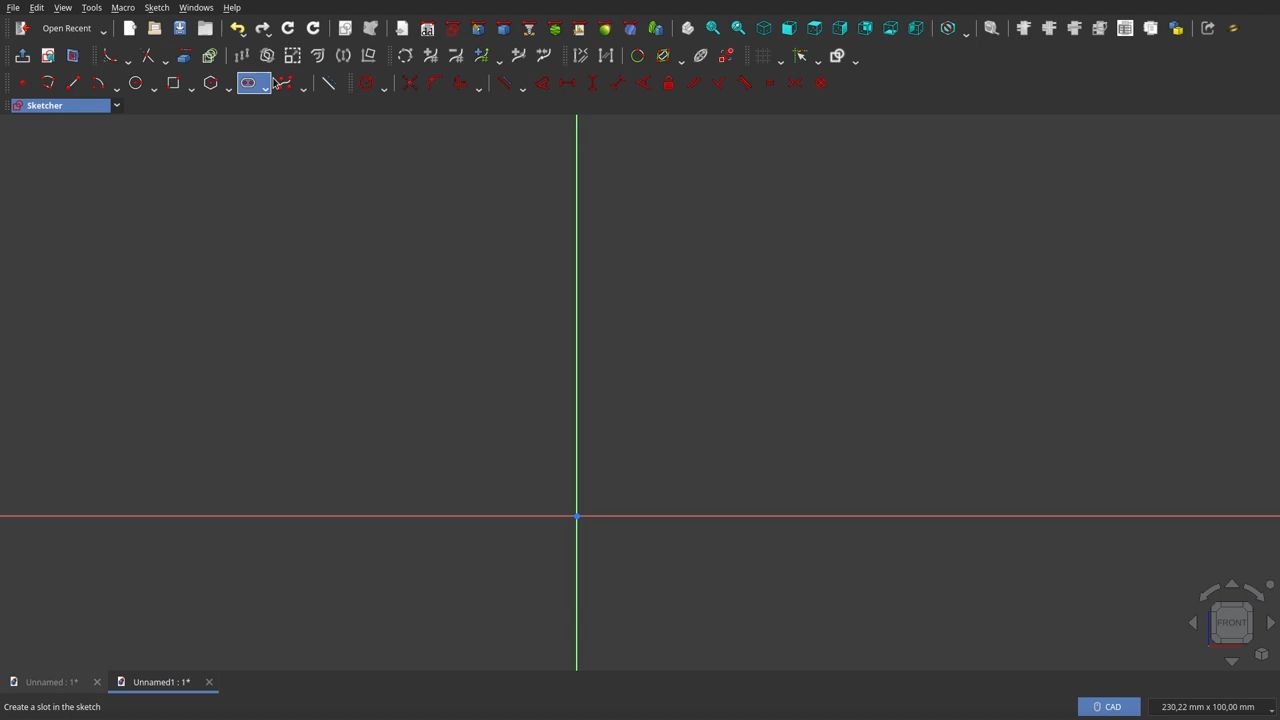 File Edit View Tools Macro Sketch Windows Help
Open Recent
Sketcher
FRONT
Unnamed : 1* Unnamed1 : 1*
Create a slot in the sketch CAD 230,22 mm x 100,00 mm